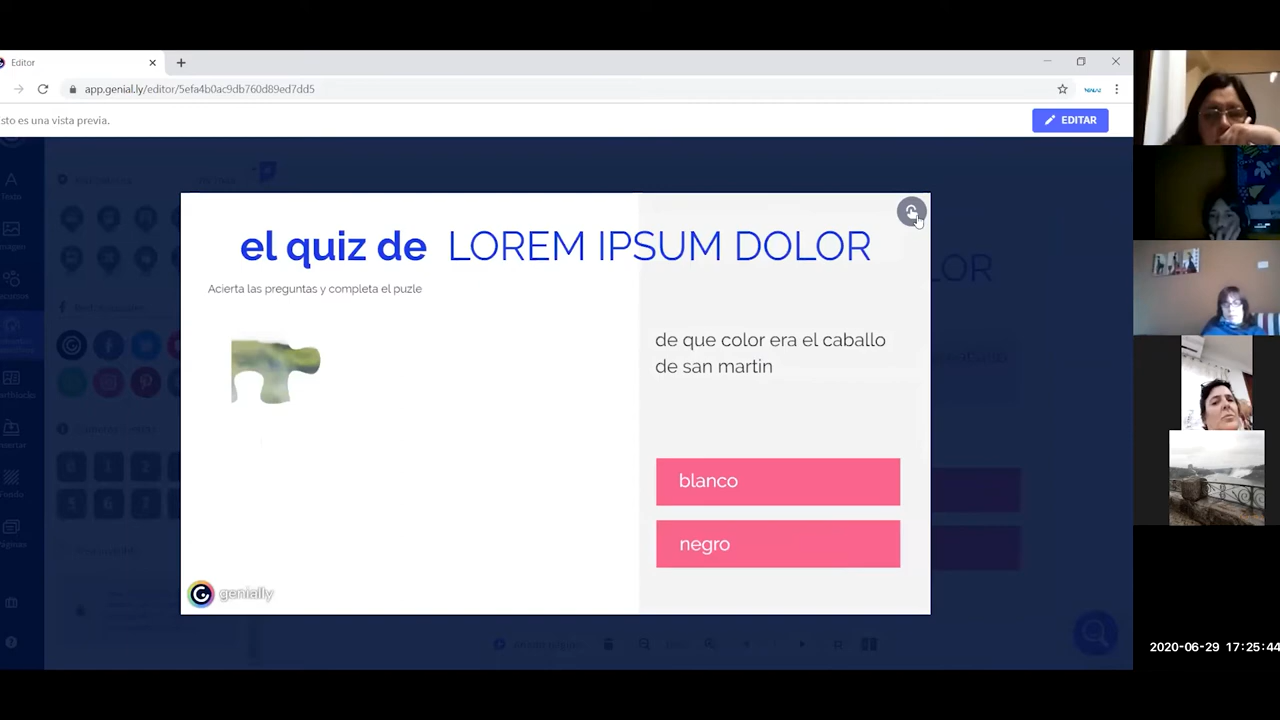 Editor
app.genial.ly/editor/5efa4b0ac9db760d89ed7dd5
sto es una vista previa.
EDITAR
el quiz de LOREM IPSUM DOLOR
Acierta las preguntas y completa el puzle
de que color era el caballo
de san martin
blanco
negro
genially
Texto
OLOR
2020-06-29 17:25:44